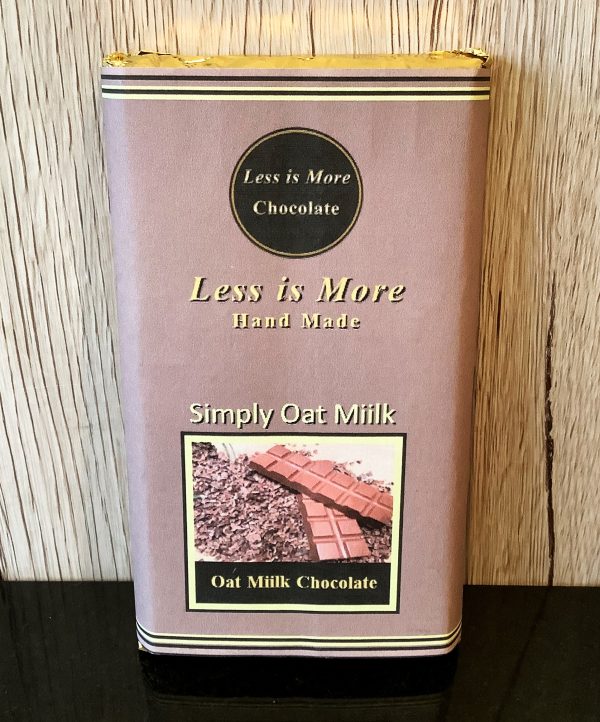 Less is More
Chocolate
Less is More
Hand Made
Simply Oat Miilk
Oat Miilk Chocolate